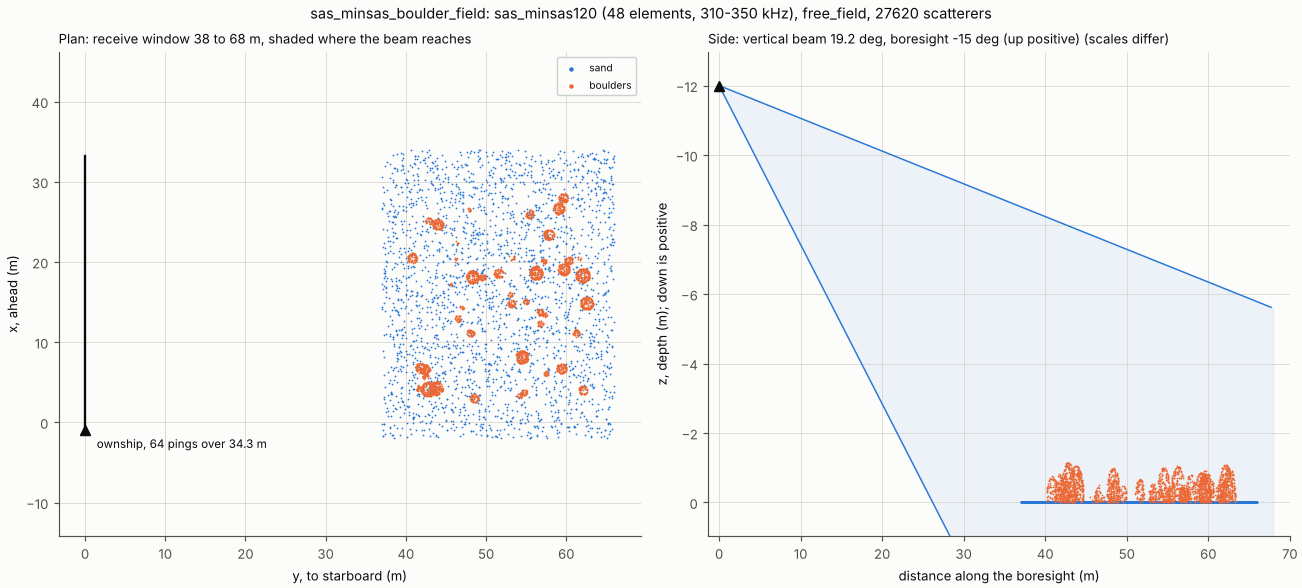 sas_minsas_boulder_field: sas_minsas120 (48 elements, 310-350 kHz), free_field, 27620 scatterers
Plan: receive window 38 to 68 m, shaded where the beam reaches
sand
boulders
40
30
20
10
0
−10
x, ahead (m)
ownship, 64 pings over 34.3 m
0
10
20
30
40
50
60
y, to starboard (m)
Side: vertical beam 19.2 deg, boresight -15 deg (up positive) (scales differ)
−12
−10
−8
−6
−4
−2
0
z, depth (m); down is positive
0
10
20
30
40
50
60
70
distance along the boresight (m)